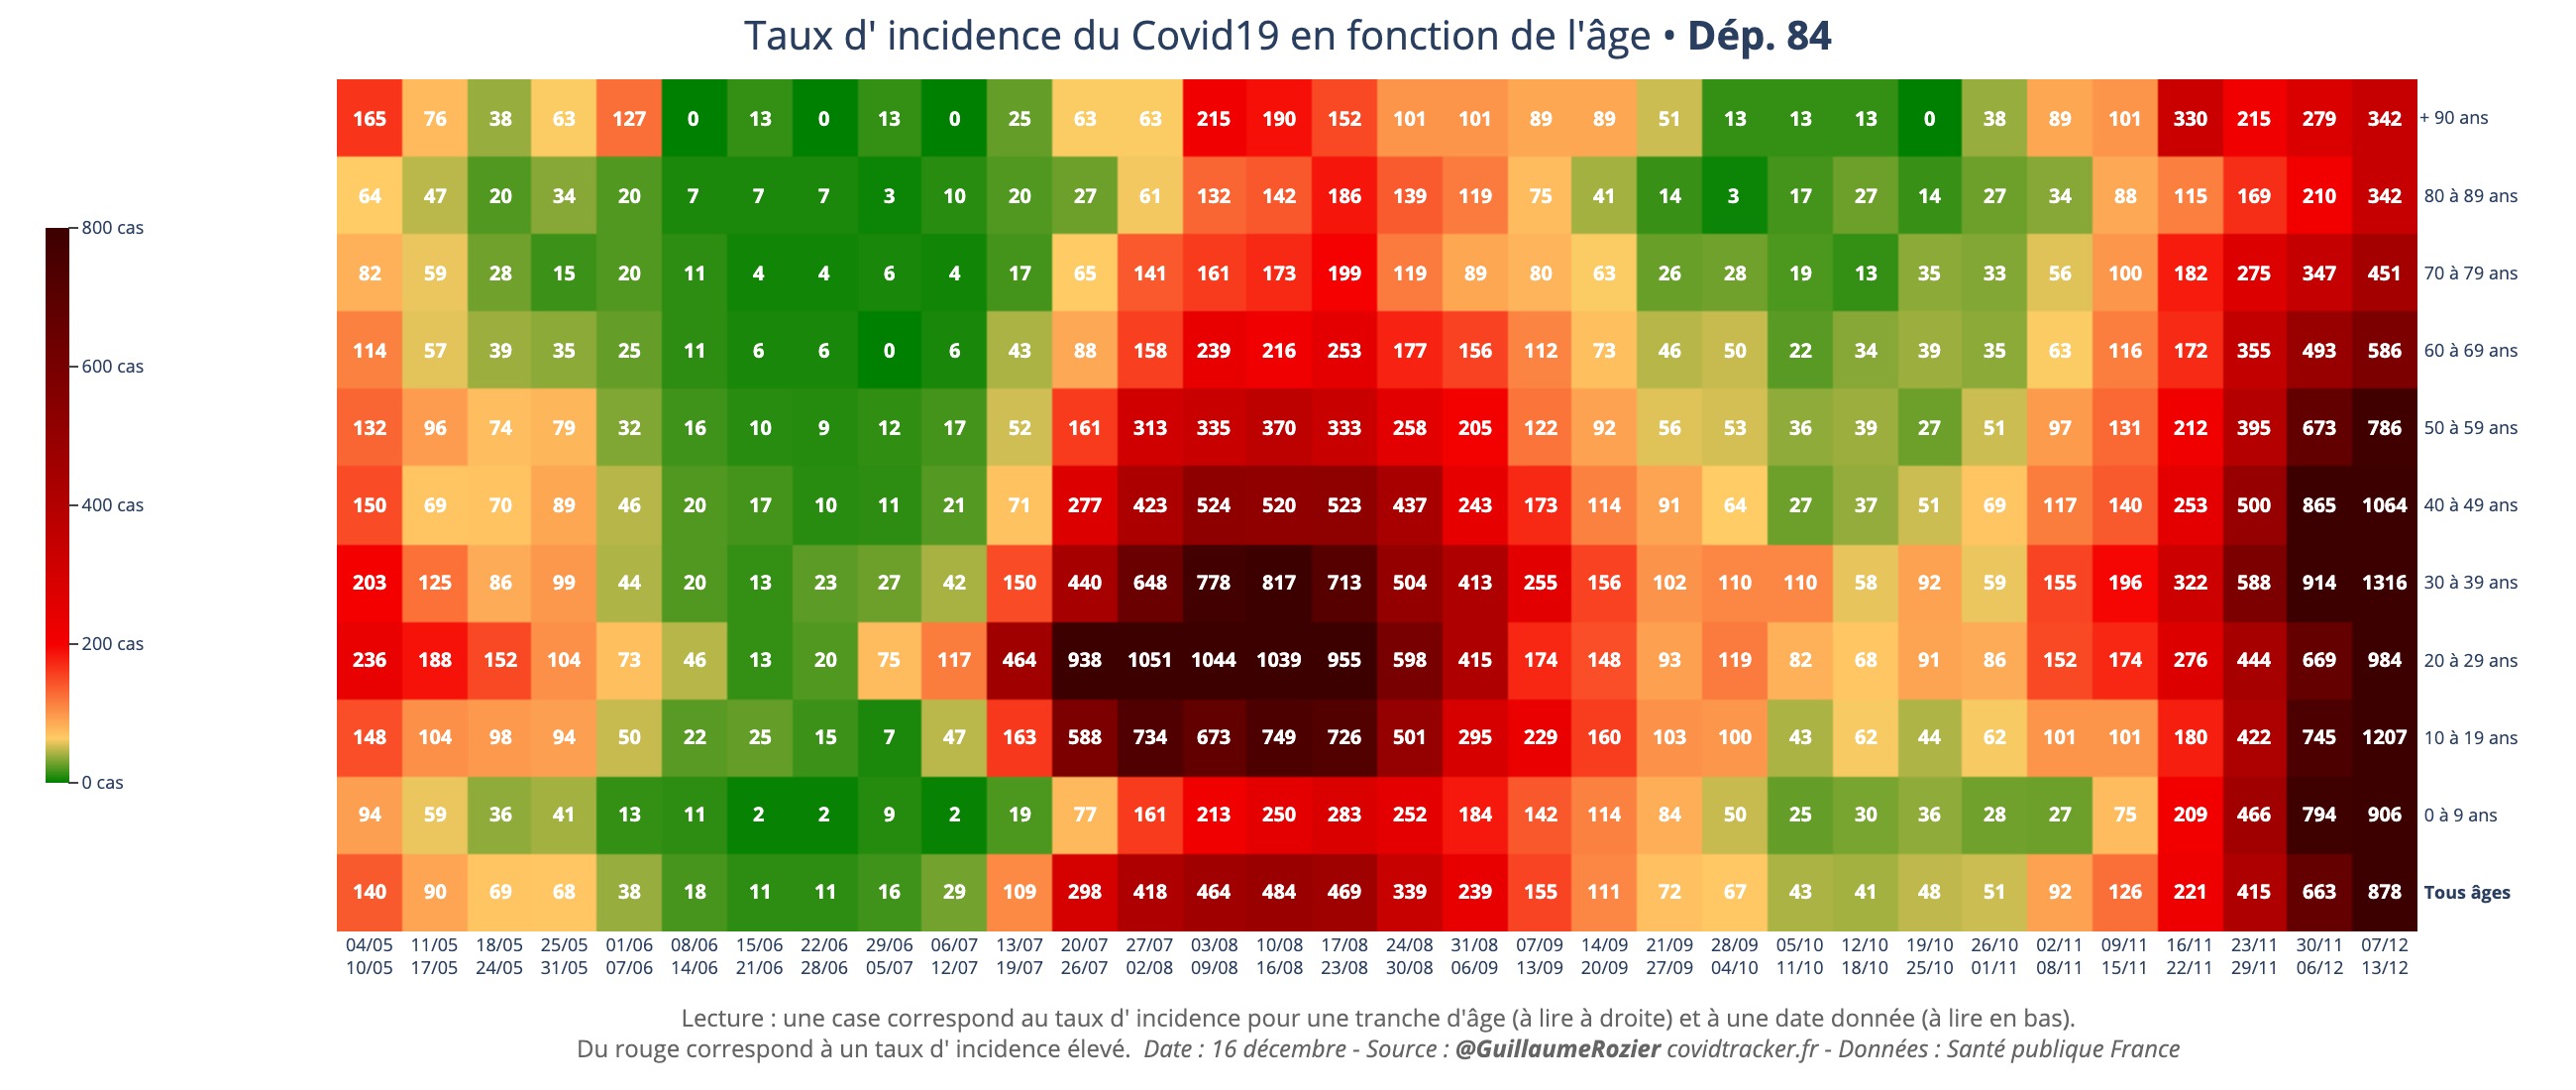 Taux d' incidence du Covid19 en fonction de l'âge • Dép. 84
165 76 38 63 127 0 13 0 13 0 25 63 63 215 190 152 101 101 89 89 51 13 13 13 0 38 89 101 330 215 279 342 + 90 ans
64 47 20 34 20 7 7 7 3 10 20 27 61 132 142 186 139 119 75 41 14 3 17 27 14 27 34 88 115 169 210 342 80 à 89 ans
82 59 28 15 20 11 4 4 6 4 17 65 141 161 173 199 119 89 80 63 26 28 19 13 35 33 56 100 182 275 347 451 70 à 79 ans
114 57 39 35 25 11 6 6 0 6 43 88 158 239 216 253 177 156 112 73 46 50 22 34 39 35 63 116 172 355 493 586 60 à 69 ans
132 96 74 79 32 16 10 9 12 17 52 161 313 335 370 333 258 205 122 92 56 53 36 39 27 51 97 131 212 395 673 786 50 à 59 ans
150 69 70 89 46 20 17 10 11 21 71 277 423 524 520 523 437 243 173 114 91 64 27 37 51 69 117 140 253 500 865 1064 40 à 49 ans
203 125 86 99 44 20 13 23 27 42 150 440 648 778 817 713 504 413 255 156 102 110 110 58 92 59 155 196 322 588 914 1316 30 à 39 ans
236 188 152 104 73 46 13 20 75 117 464 938 1051 1044 1039 955 598 415 174 148 93 119 82 68 91 86 152 174 276 444 669 984 20 à 29 ans
148 104 98 94 50 22 25 15 7 47 163 588 734 673 749 726 501 295 229 160 103 100 43 62 44 62 101 101 180 422 745 1207 10 à 19 ans
94 59 36 41 13 11 2 2 9 2 19 77 161 213 250 283 252 184 142 114 84 50 25 30 36 28 27 75 209 466 794 906 0 à 9 ans
140 90 69 68 38 18 11 11 16 29 109 298 418 464 484 469 339 239 155 111 72 67 43 41 48 51 92 126 221 415 663 878 Tous âges
04/05 11/05 18/05 25/05 01/06 08/06 15/06 22/06 29/06 06/07 13/07 20/07 27/07 03/08 10/08 17/08 24/08 31/08 07/09 14/09 21/09 28/09 05/10 12/10 19/10 26/10 02/11 09/11 16/11 23/11 30/11 07/12
10/05 17/05 24/05 31/05 07/06 14/06 21/06 28/06 05/07 12/07 19/07 26/07 02/08 09/08 16/08 23/08 30/08 06/09 13/09 20/09 27/09 04/10 11/10 18/10 25/10 01/11 08/11 15/11 22/11 29/11 06/12 13/12
800 cas
600 cas
400 cas
200 cas
0 cas
Lecture : une case correspond au taux d' incidence pour une tranche d'âge (à lire à droite) et à une date donnée (à lire en bas).
Du rouge correspond à un taux d' incidence élevé. Date : 16 décembre - Source : @GuillaumeRozier covidtracker.fr - Données : Santé publique France